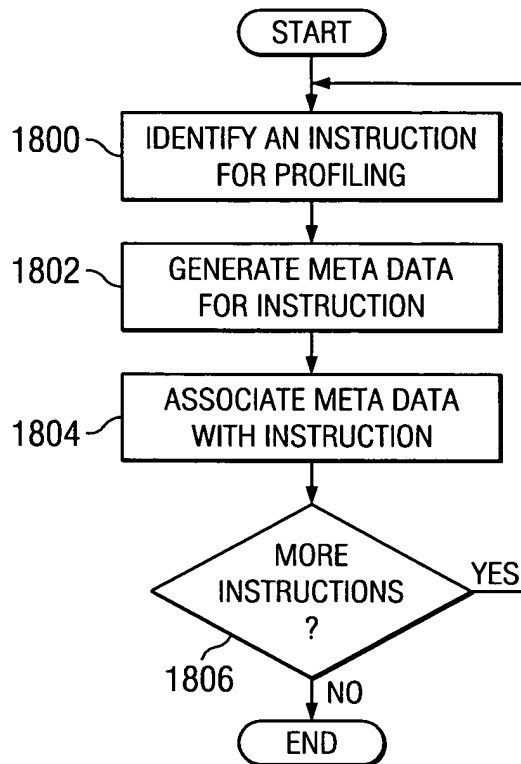 START
1800
IDENTIFY AN INSTRUCTION
FOR PROFILING
1802
GENERATE META DATA
FOR INSTRUCTION
1804
ASSOCIATE META DATA
WITH INSTRUCTION
MORE
INSTRUCTIONS
?
YES
1806
NO
END